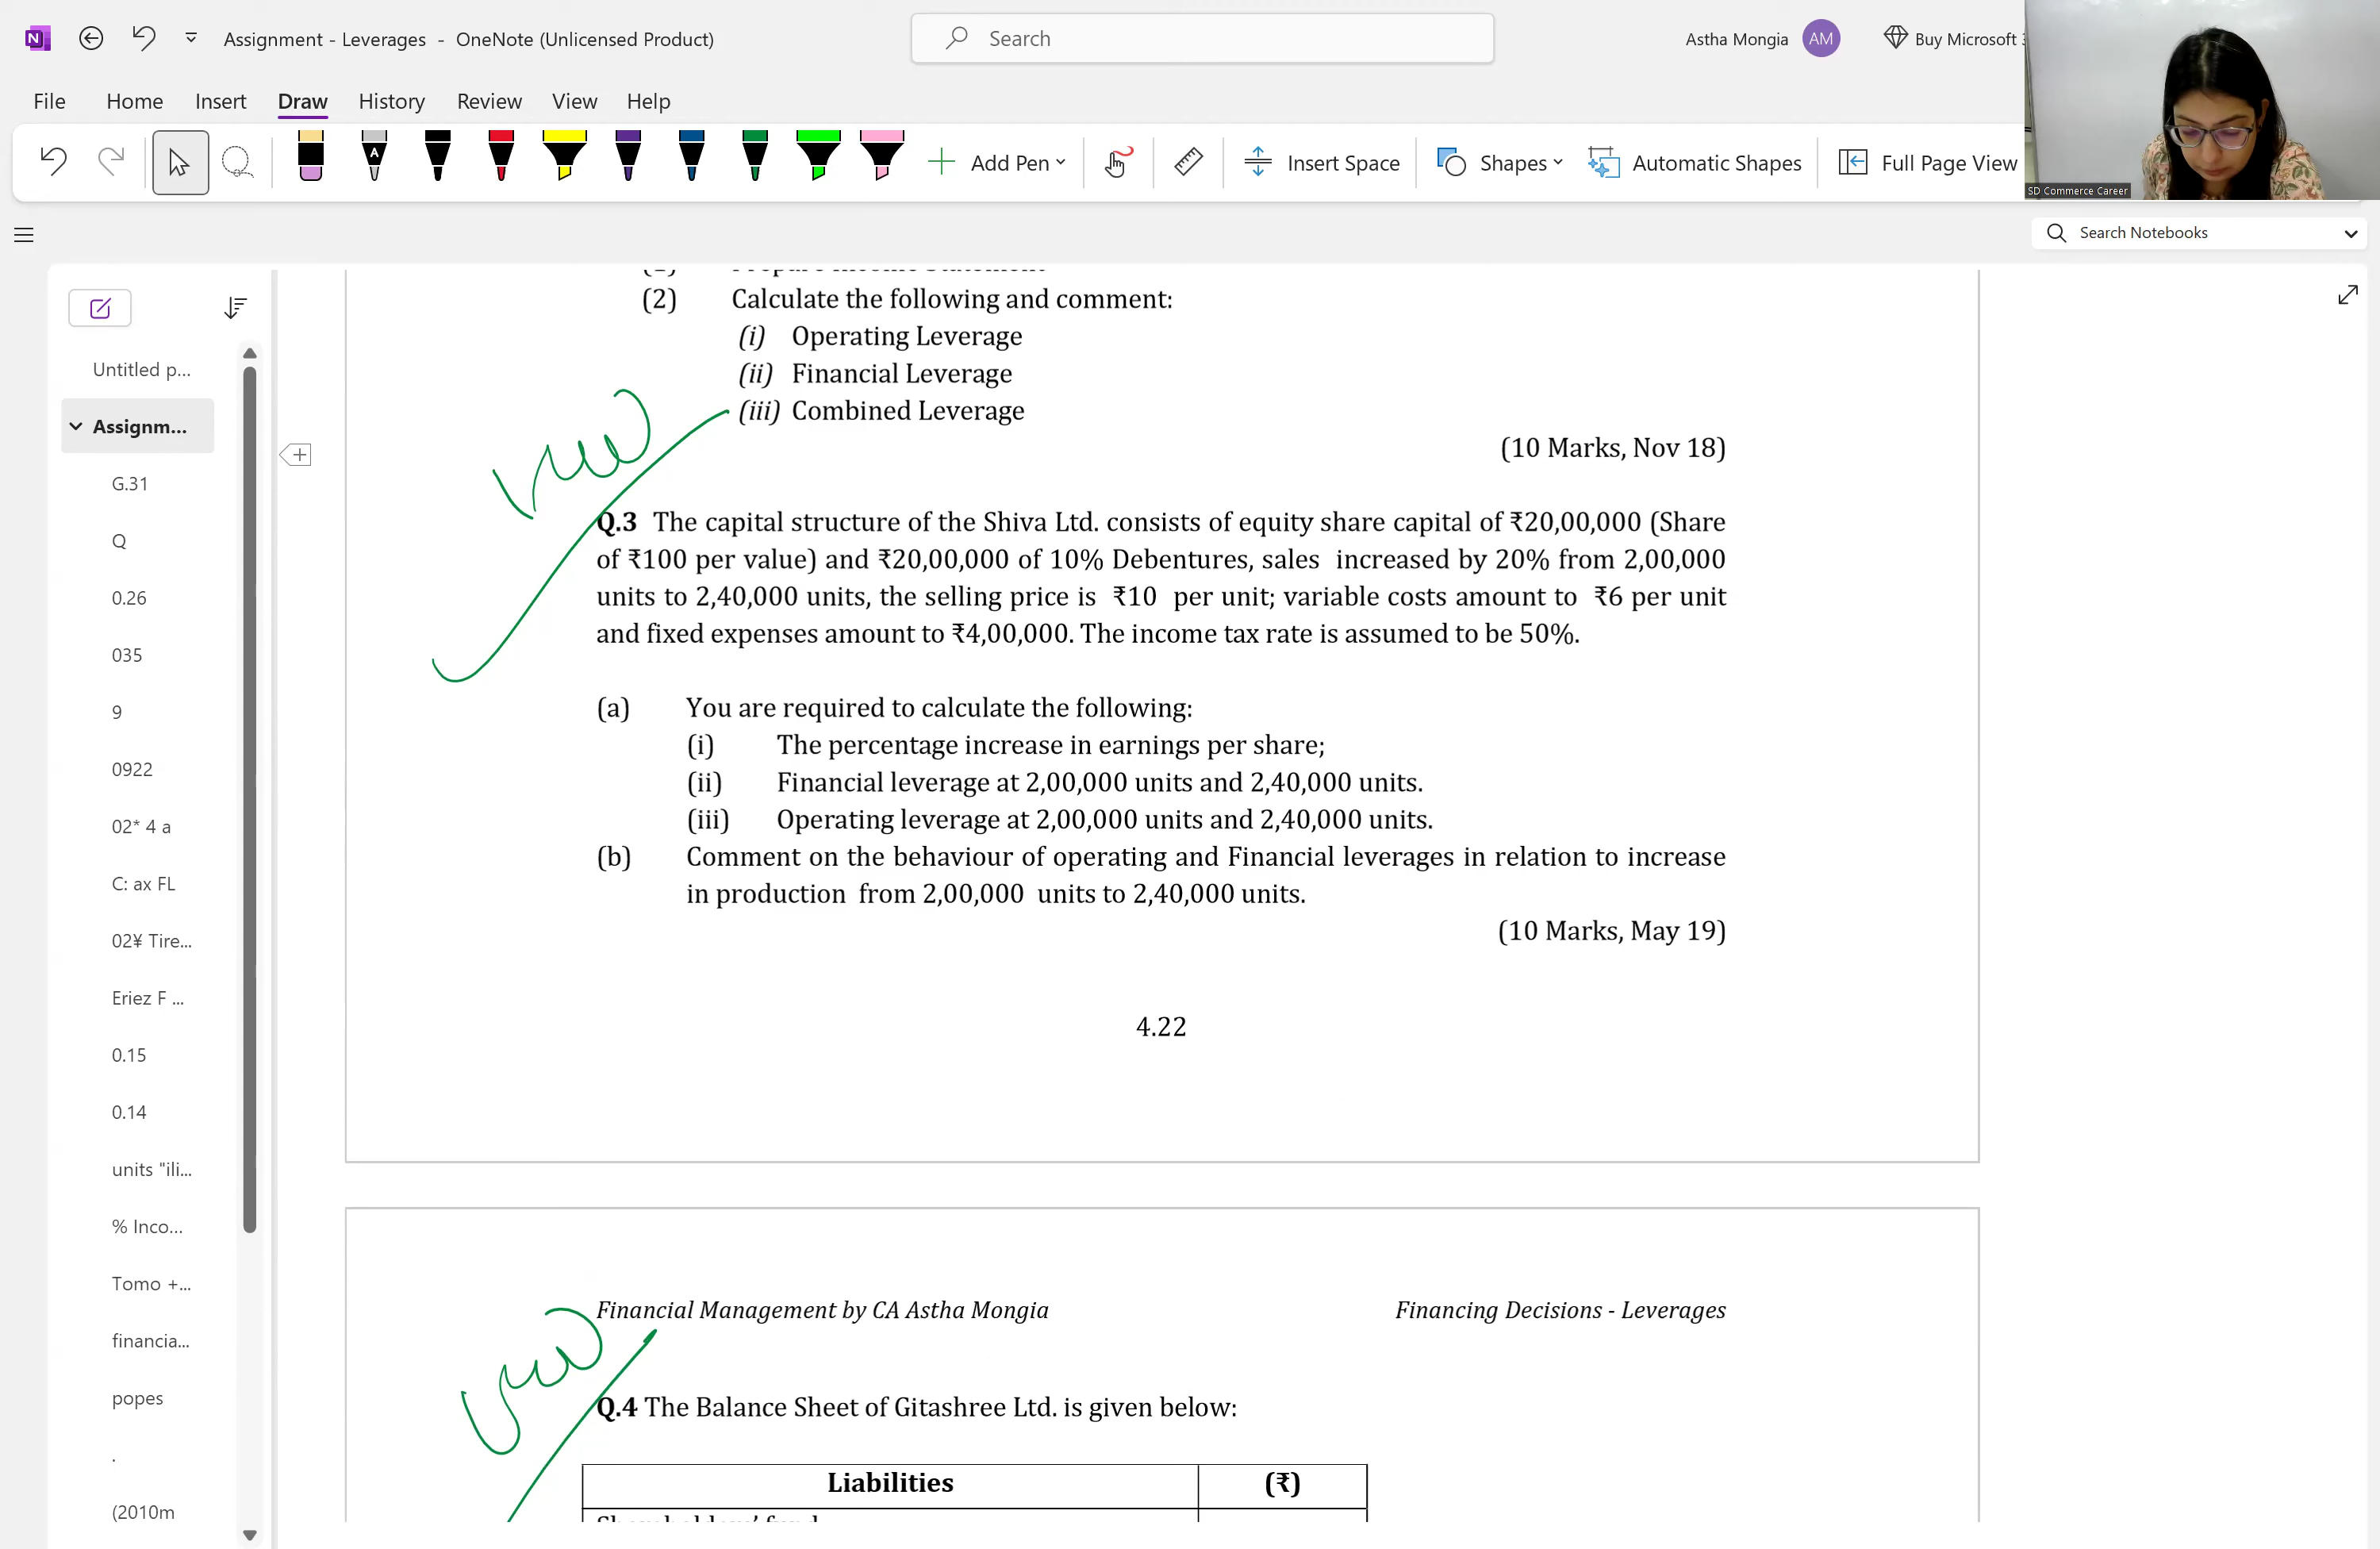 Assignment - Leverages - OneNote (Unlicensed Product)
Search
Astha Mongia
AM
Buy Microsoft
File Home Insert Draw History Review View Help
A
Add Pen
Insert Space
Shapes
Automatic Shapes
Full Page View
SD Commerce Career
Search Notebooks
Untitled p...
Assignm...
G.31
Q
0.26
035
9
0922
02* 4 a
C: ax FL
02¥ Tire...
Eriez F ...
0.15
0.14
units "ili...
% Inco...
Tomo +...
financia...
popes
.
(2010m
(2) Calculate the following and comment:
(i) Operating Leverage
(ii) Financial Leverage
(iii) Combined Leverage
(10 Marks, Nov 18)
Q.3 The capital structure of the Shiva Ltd. consists of equity share capital of ₹20,00,000 (Share
of ₹100 per value) and ₹20,00,000 of 10% Debentures, sales increased by 20% from 2,00,000
units to 2,40,000 units, the selling price is ₹10 per unit; variable costs amount to ₹6 per unit
and fixed expenses amount to ₹4,00,000. The income tax rate is assumed to be 50%.
(a) You are required to calculate the following:
(i) The percentage increase in earnings per share;
(ii) Financial leverage at 2,00,000 units and 2,40,000 units.
(iii) Operating leverage at 2,00,000 units and 2,40,000 units.
(b) Comment on the behaviour of operating and Financial leverages in relation to increase
in production from 2,00,000 units to 2,40,000 units.
(10 Marks, May 19)
4.22
Financial Management by CA Astha Mongia
Financing Decisions - Leverages
Q.4 The Balance Sheet of Gitashree Ltd. is given below:
Liabilities (₹)